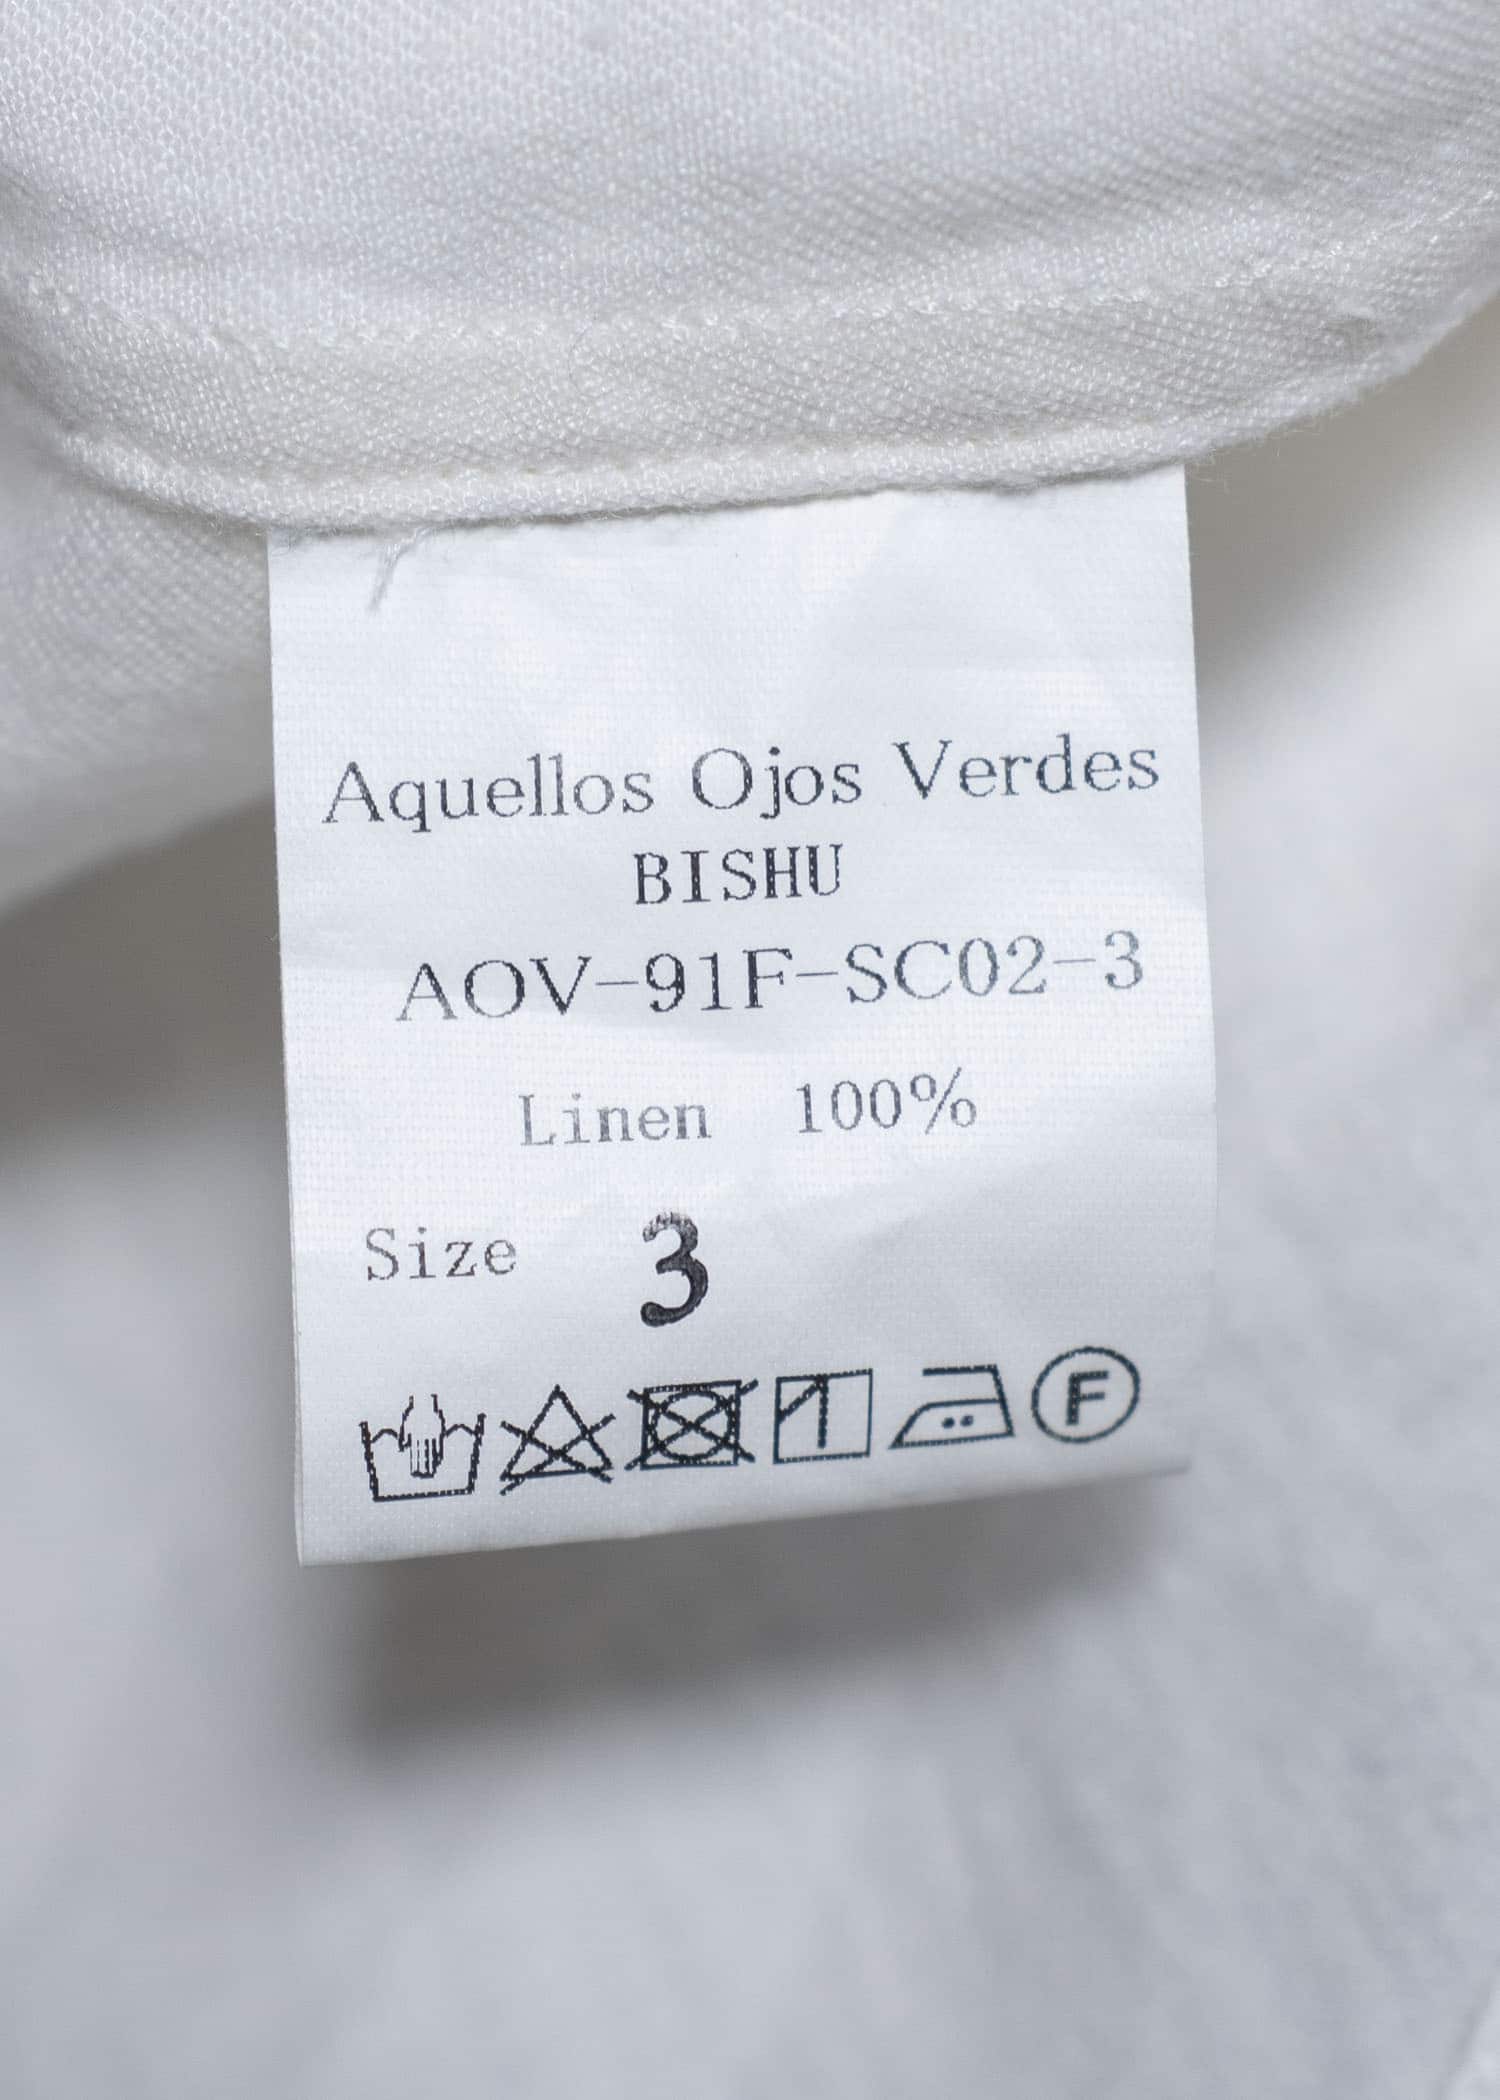 Aquellos Ojos Verdes
BISHU
AOV-91F-SC02-3
Linen 100%
Size 3
F